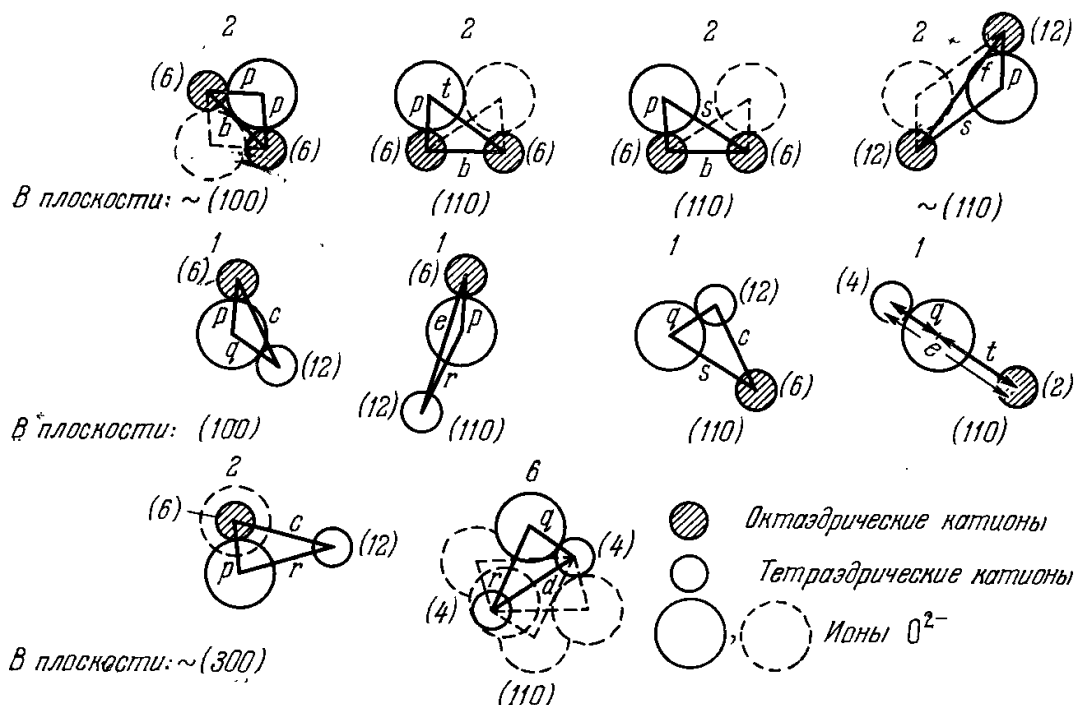 2 2 2 2
(6) p p b (6)
p t (6) b (6)
p s (6) b (6)
(12) f p s (12)
В плоскости: ~(100) (110) (110) ~(110)
1 1 1 1
(6) p c q (12)
(6) e p r (12)
q (12) c s (6)
(4) q e t (2)
В плоскости: (100) (110) (110) (110)
2 6
(6) c p r (12)
q (4) r d (4)
Октаэдрические катионы
Тетраэдрические катионы
, Ионы O²⁻
В плоскости: ~(300) (110)